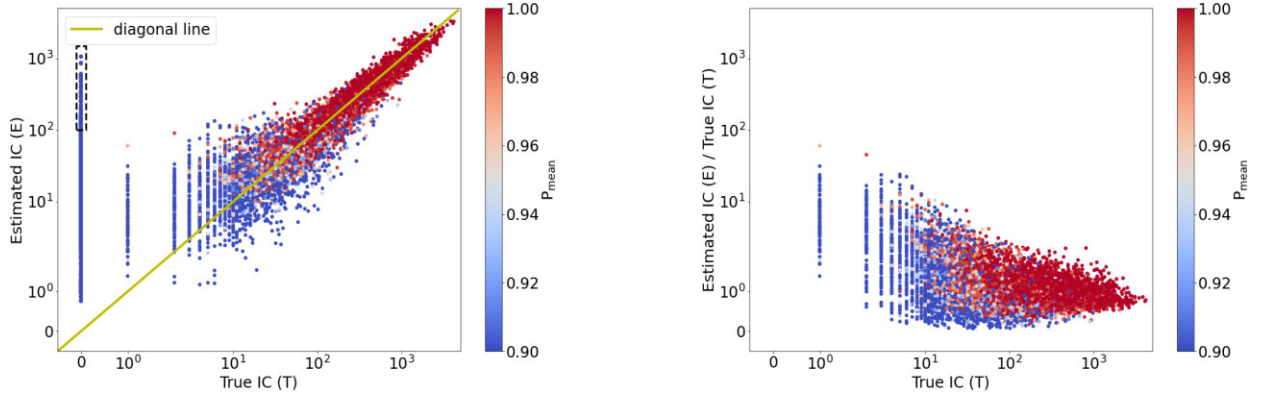 diagonal line
Estimated IC (E)
10³
10²
10¹
10⁰
0
0 10⁰ 10¹ 10² 10³
True IC (T)
1.00
0.98
0.96
0.94
0.92
0.90
P_mean
Estimated IC (E) / True IC (T)
10³
10²
10¹
10⁰
0
0 10⁰ 10¹ 10² 10³
True IC (T)
1.00
0.98
0.96
0.94
0.92
0.90
P_mean